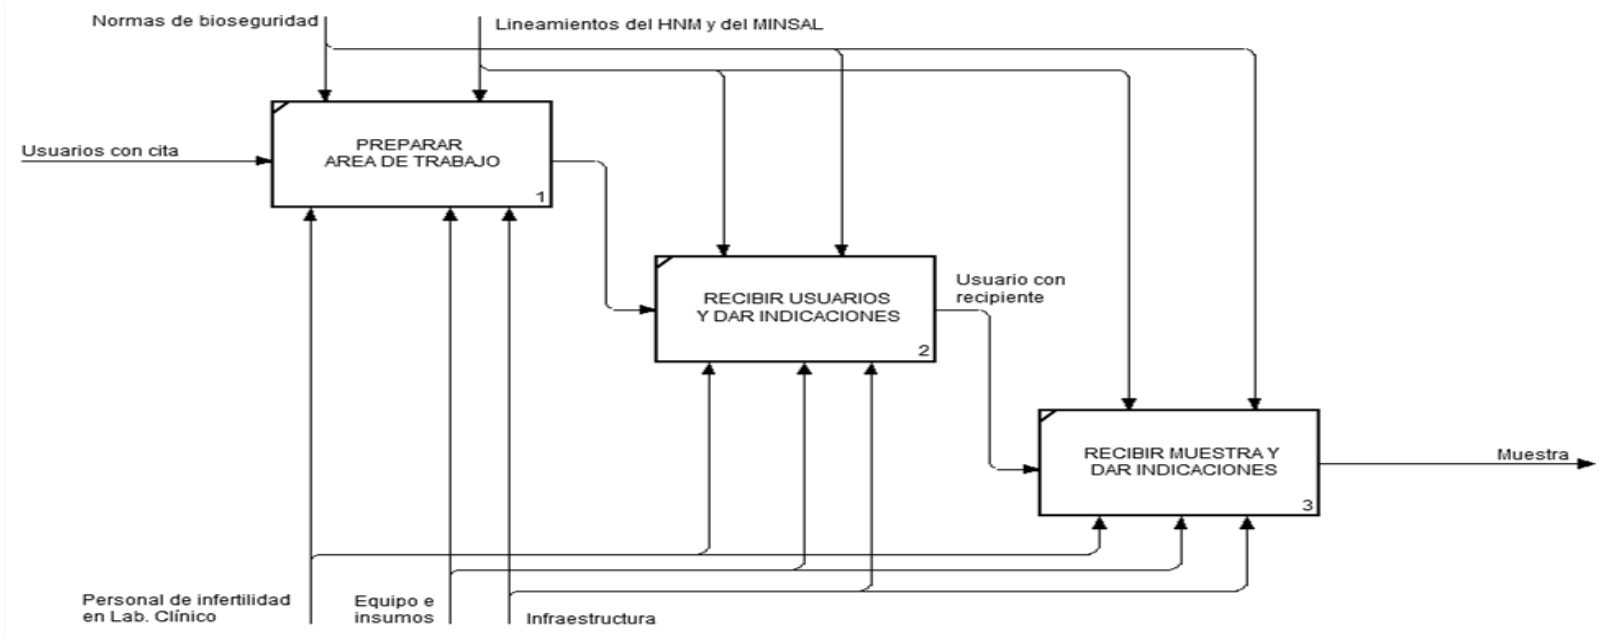 Normas de bioseguridad
Lineamientos del HNM y del MINSAL
Usuarios con cita
PREPARAR
AREA DE TRABAJO
1
RECIBIR USUARIOS
Y DAR INDICACIONES
2
Usuario con
recipiente
RECIBIR MUESTRA Y
DAR INDICACIONES
3
Muestra
Personal de infertilidad
en Lab. Clínico
Equipo e
insumos
Infraestructura